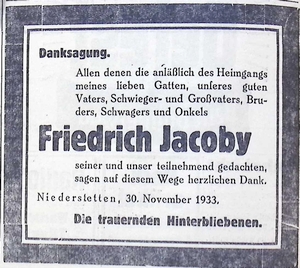 Danksagung.
Allen denen die anläßlich des Heimgangs
meines lieben Gatten, unseres guten
Vaters, Schwieger- und Großvaters, Bru-
ders, Schwagers und Onkels
Friedrich Jacoby
seiner und unser teilnehmend gedachten,
sagen auf diesem Wege herzlichen Dank.
Niederstetten, 30. November 1933.
Die trauernden Hinterbliebenen.